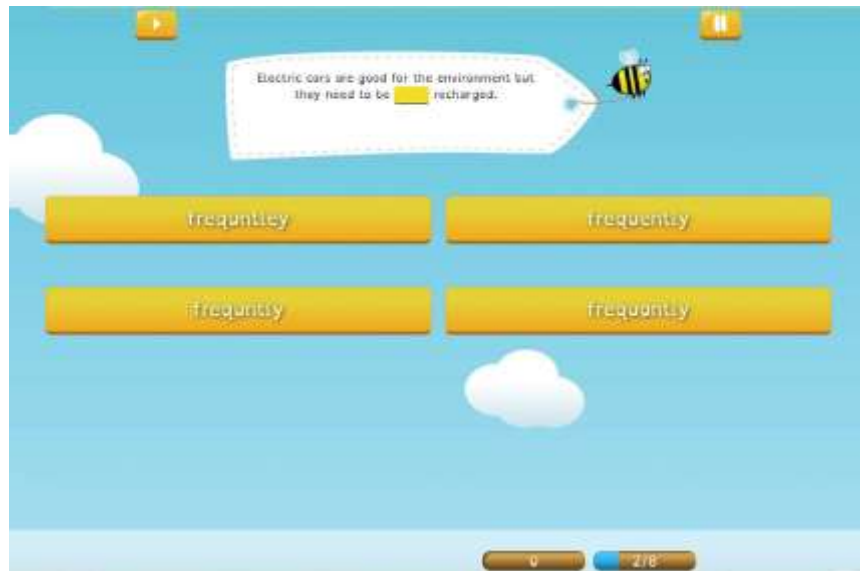 Electric cars are good for the environment but
they need to be recharged.
frequntley
frequently
frequntly
frequantly
0
2/8